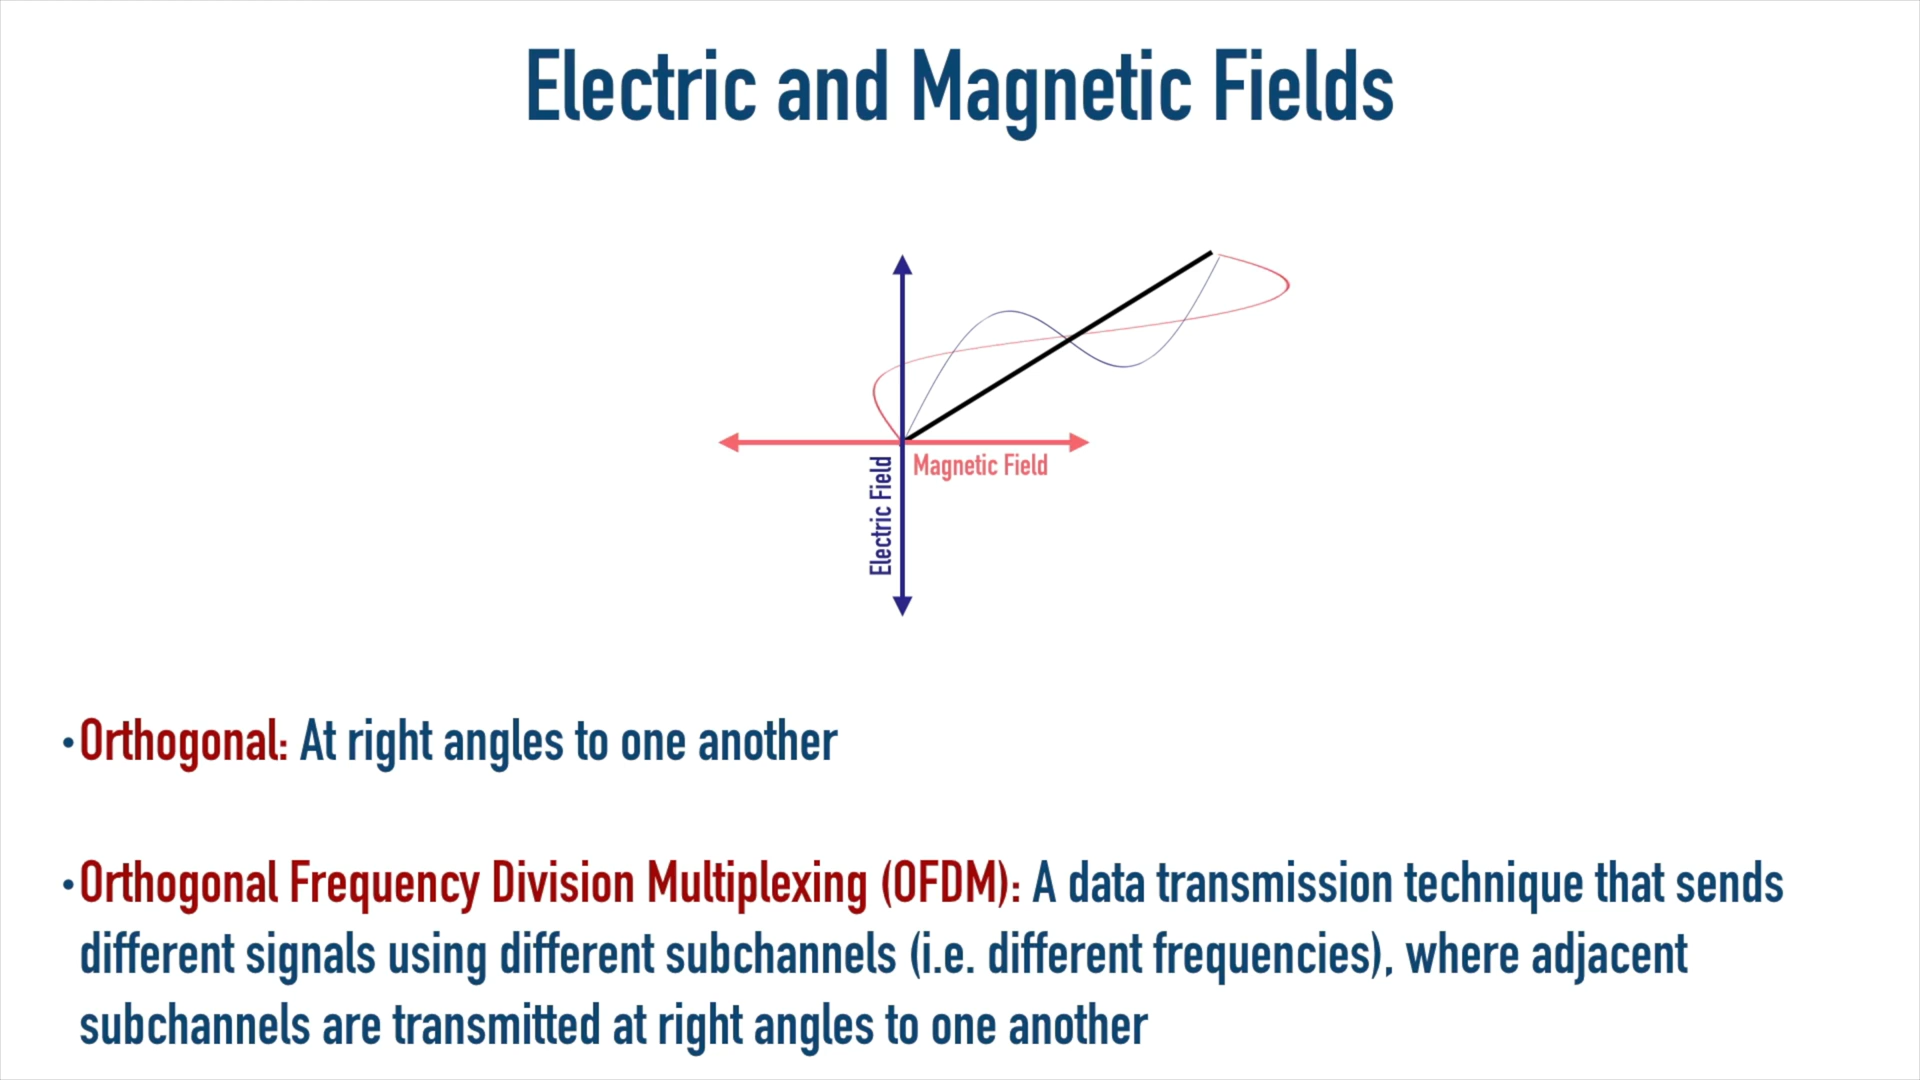 Electric and Magnetic Fields
Electric Field
Magnetic Field
•Orthogonal: At right angles to one another
•Orthogonal Frequency Division Multiplexing (OFDM): A data transmission technique that sends
different signals using different subchannels (i.e. different frequencies), where adjacent
subchannels are transmitted at right angles to one another